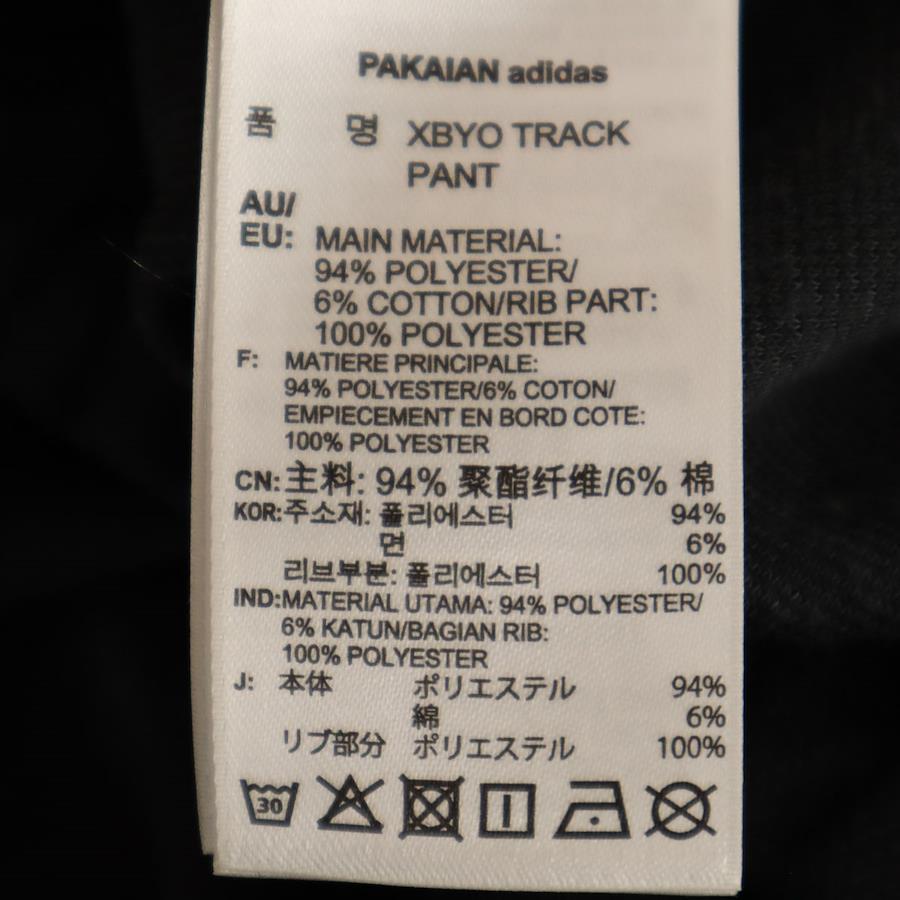 PAKAIAN adidas
품 명 XBYO TRACK
PANT
AU/
EU: MAIN MATERIAL:
94% POLYESTER/
6% COTTON/RIB PART:
100% POLYESTER
F: MATIERE PRINCIPALE:
94% POLYESTER/6% COTON/
EMPIECEMENT EN BORD COTE:
100% POLYESTER
CN:主料: 94% 聚酯纤维/6% 棉
KOR:주소재: 폴리에스터 94%
면 6%
리브부분: 폴리에스터 100%
IND:MATERIAL UTAMA: 94% POLYESTER/
6% KATUN/BAGIAN RIB:
100% POLYESTER
J: 本体 ポリエステル 94%
綿 6%
リブ部分 ポリエステル 100%
30